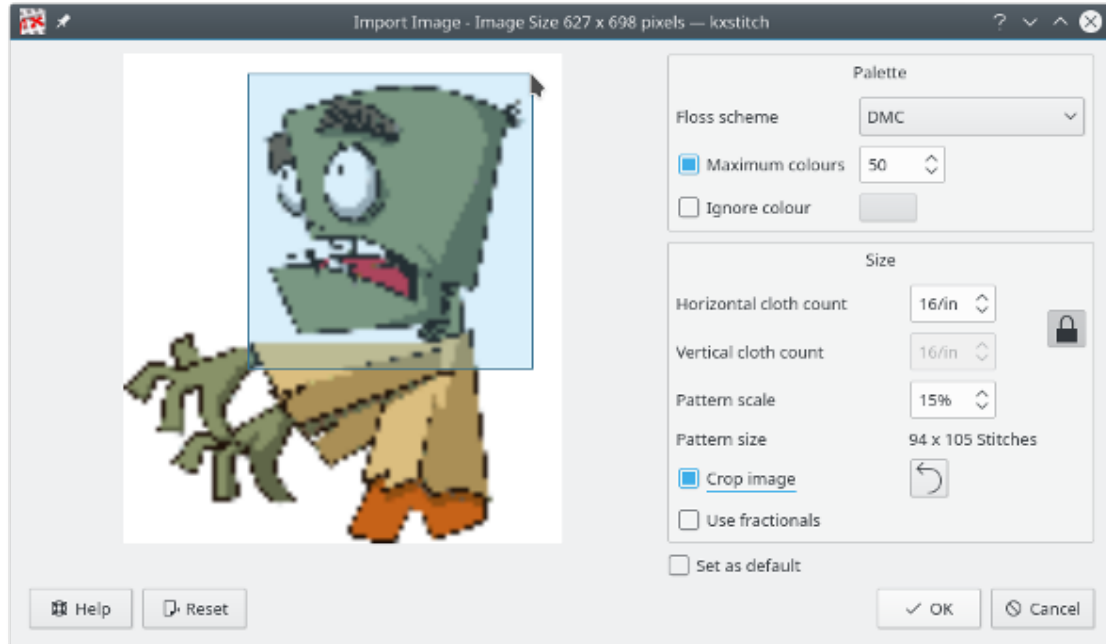 Import Image - Image Size 627 x 698 pixels — kxstitch
Palette
Floss scheme DMC
Maximum colours 50
Ignore colour
Size
Horizontal cloth count 16/in
Vertical cloth count 16/in
Pattern scale 15%
Pattern size 94 x 105 Stitches
Crop image
Use fractionals
Set as default
Help Reset OK Cancel